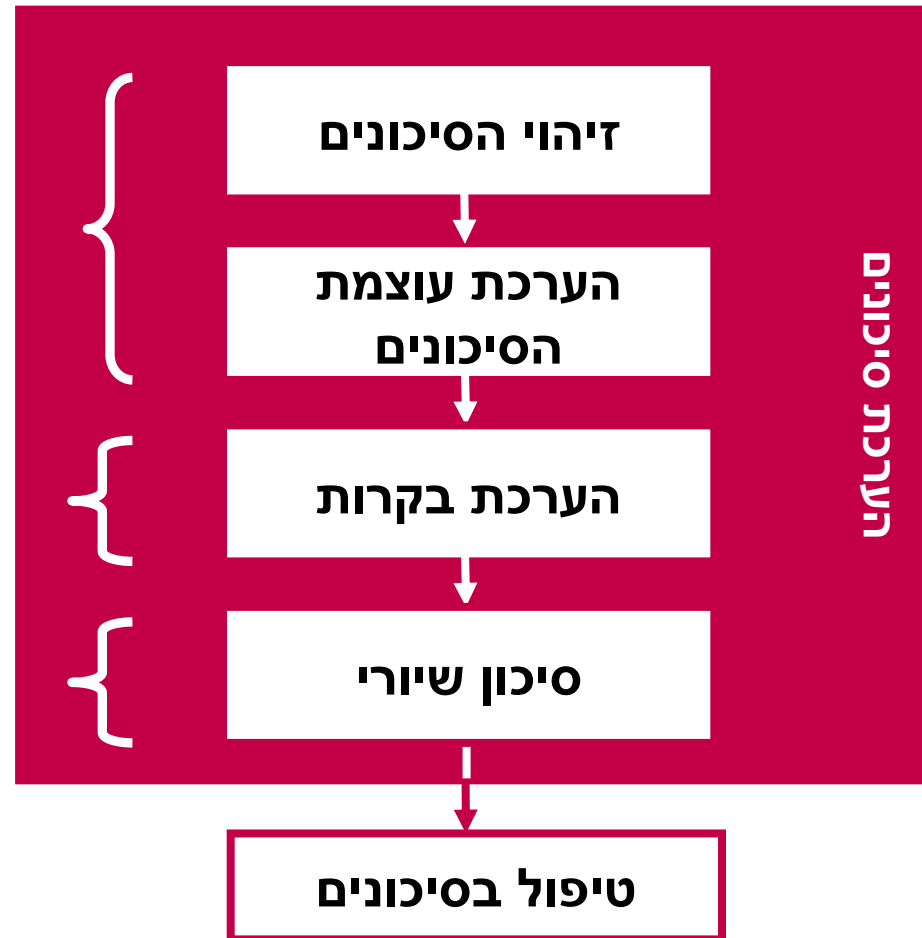 זיהוי הסיכונים
הערכת עוצמת
הסיכונים
הערכת בקרות
סיכון שיורי
הערכת סיכונים
טיפול בסיכונים